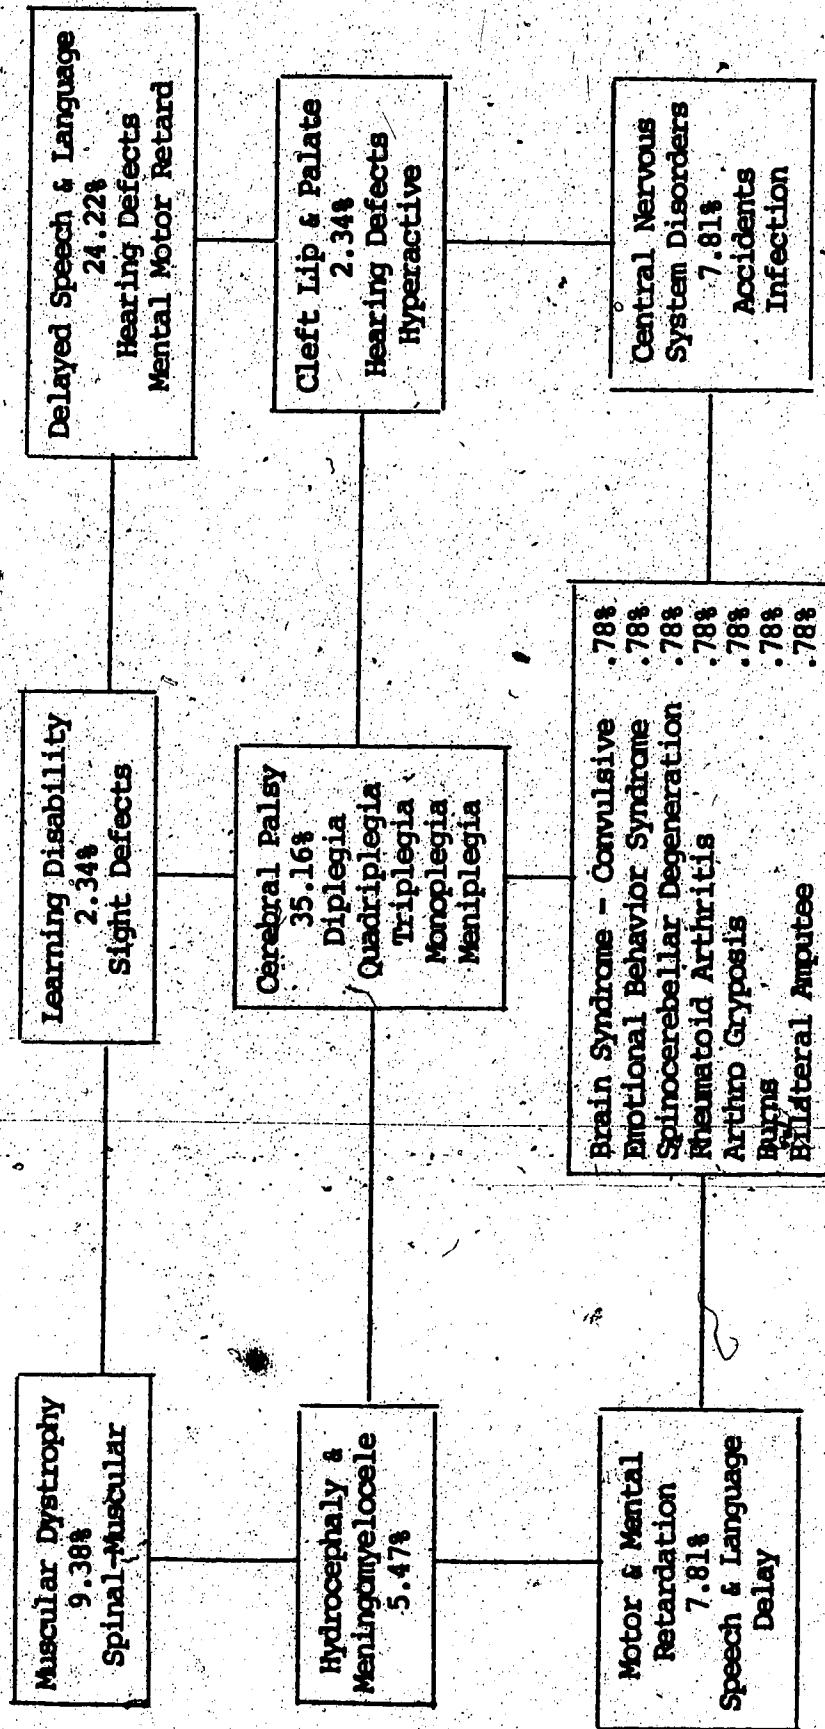 Muscular Dystrophy
9.38%
Spinal-Muscular
Learning Disability
2.34%
Sight Defects
Delayed Speech & Language
24.22%
Hearing Defects
Mental Motor Retard
Hydrocephaly &
Meningomyelocele
5.47%
Cerebral Palsy
35.16%
Diplegia
Quadriplegia
Triplegia
Monoplegia
Meniplegia
Cleft Lip & Palate
2.34%
Hearing Defects
Hyperactive
Motor & Mental
Retardation
7.81%
Speech & Language
Delay
Brain Syndrome - Convulsive .78%
Emotional Behavior Syndrome .78%
Spinocerebellar Degeneration .78%
Rheumatoid Arthritis .78%
Arthro Gryposis .78%
Burns .78%
Bilateral Amputee .78%
Central Nervous
System Disorders
7.81%
Accidents
Infection